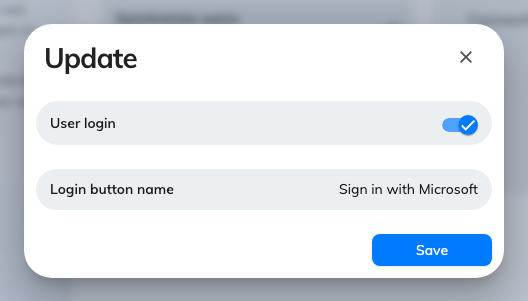 Update
User login
Login button name
Sign in with Microsoft
Save